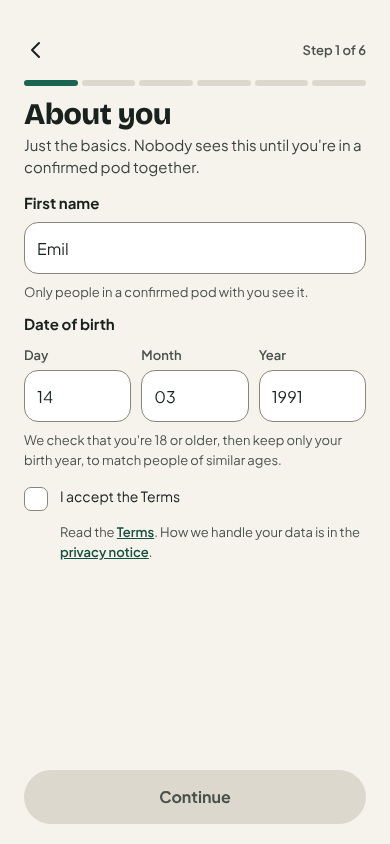 Step 1 of 6
About you
Just the basics. Nobody sees this until you're in a
confirmed pod together.
First name
Emil
Only people in a confirmed pod with you see it.
Date of birth
Day Month Year
14 03 1991
We check that you're 18 or older, then keep only your
birth year, to match people of similar ages.
I accept the Terms
Read the Terms. How we handle your data is in the
privacy notice.
Continue